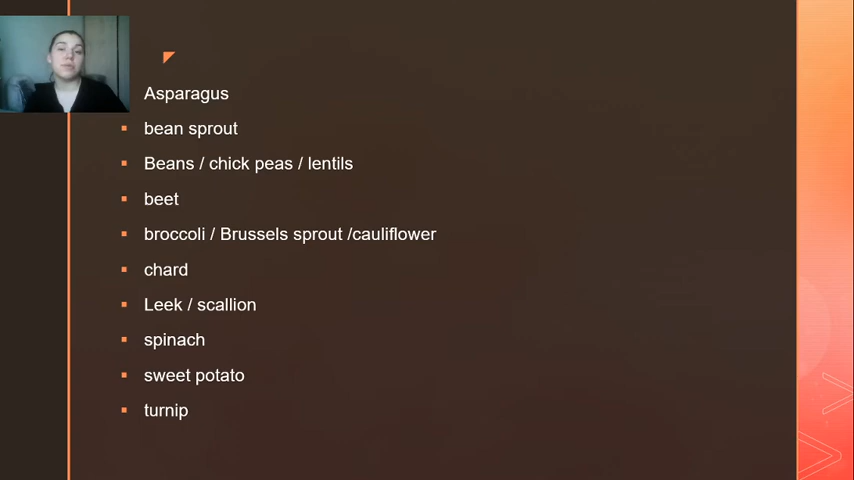 Asparagus
bean sprout
Beans / chick peas / lentils
beet
broccoli / Brussels sprout /cauliflower
chard
Leek / scallion
spinach
sweet potato
turnip